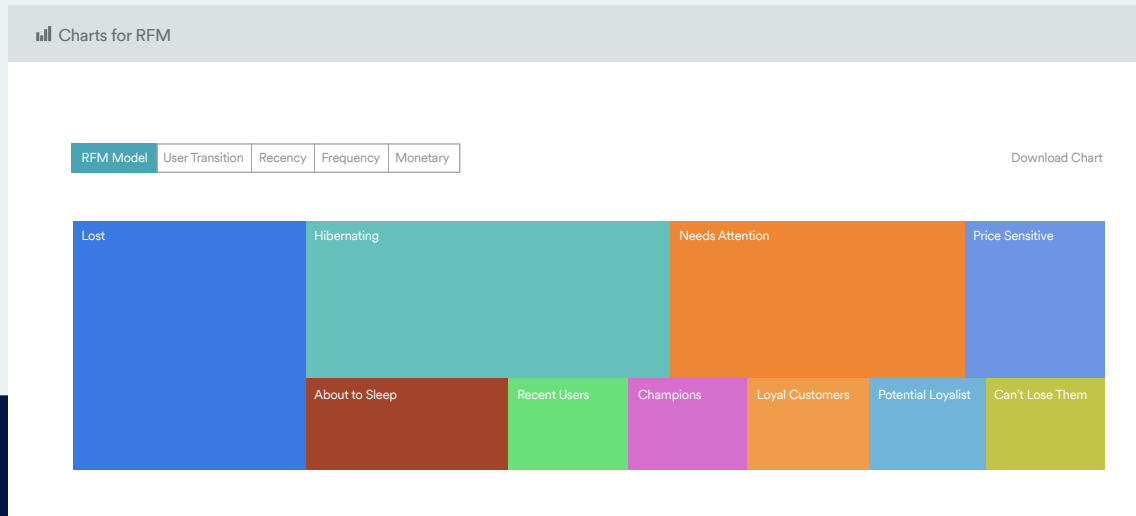 Charts for RFM
RFM Model User Transition Recency Frequency Monetary
Download Chart
Lost Hibernating Needs Attention Price Sensitive
About to Sleep Recent Users Champions Loyal Customers Potential Loyalist Can't Lose Them